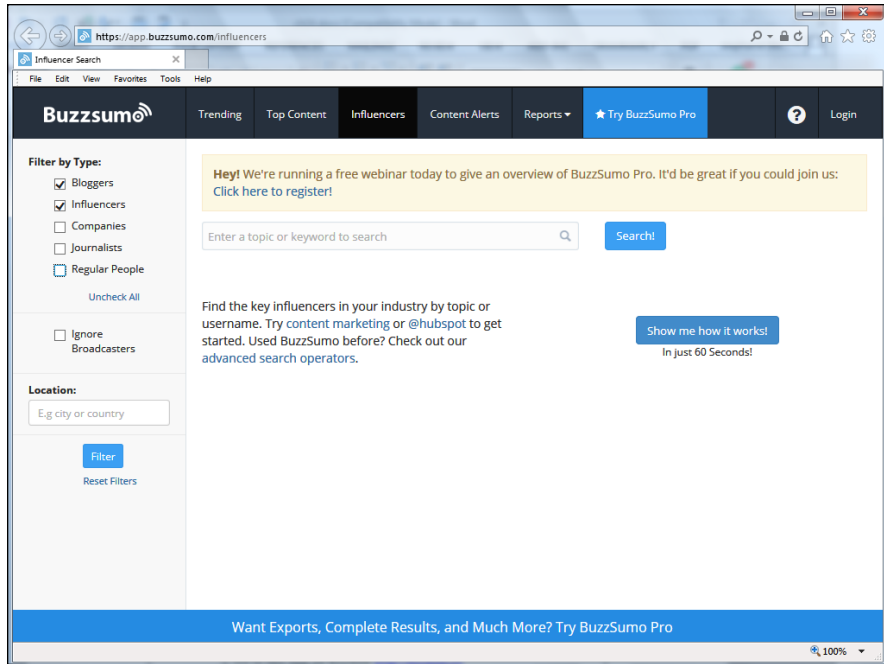 https://app.buzzsumo.com/influencers
Influencer Search
File Edit View Favorites Tools Help
Buzzsumo
Trending Top Content Influencers Content Alerts Reports Try BuzzSumo Pro ? Login
Filter by Type:
Bloggers
Influencers
Companies
Journalists
Regular People
Uncheck All
Ignore
Broadcasters
Location:
E.g city or country
Filter
Reset Filters
Hey! We're running a free webinar today to give an overview of BuzzSumo Pro. It'd be great if you could join us:
Click here to register!
Enter a topic or keyword to search
Search!
Find the key influencers in your industry by topic or
username. Try content marketing or @hubspot to get
started. Used BuzzSumo before? Check out our
advanced search operators.
Show me how it works!
In just 60 Seconds!
Want Exports, Complete Results, and Much More? Try BuzzSumo Pro
100%